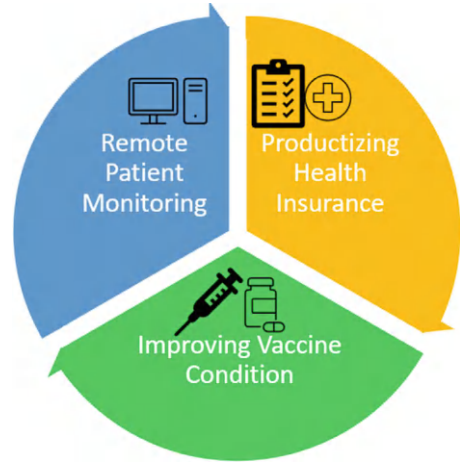 Remote
Patient
Monitoring
Productizing
Health
Insurance
Improving Vaccine
Condition